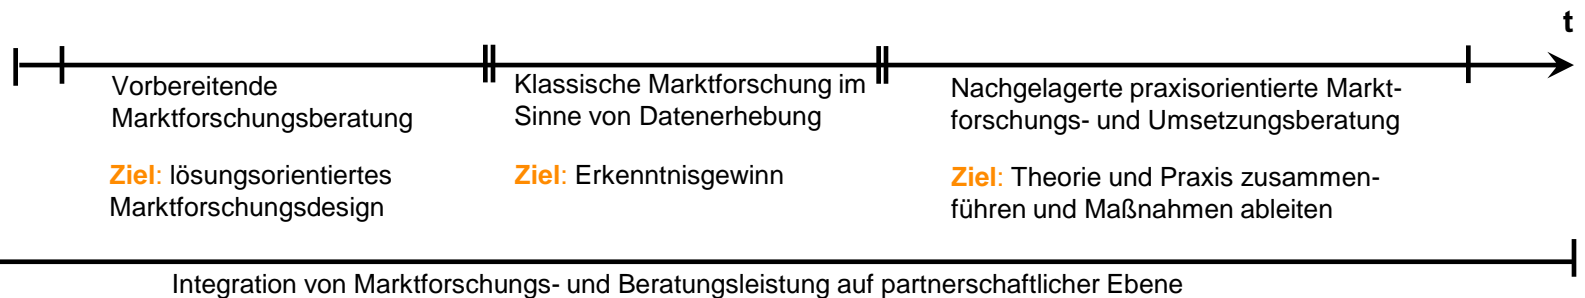 t
Vorbereitende
Marktforschungsberatung
Ziel: lösungsorientiertes
Marktforschungsdesign
Klassische Marktforschung im
Sinne von Datenerhebung
Ziel: Erkenntnisgewinn
Nachgelagerte praxisorientierte Markt-
forschungs- und Umsetzungsberatung
Ziel: Theorie und Praxis zusammen-
führen und Maßnahmen ableiten
Integration von Marktforschungs- und Beratungsleistung auf partnerschaftlicher Ebene